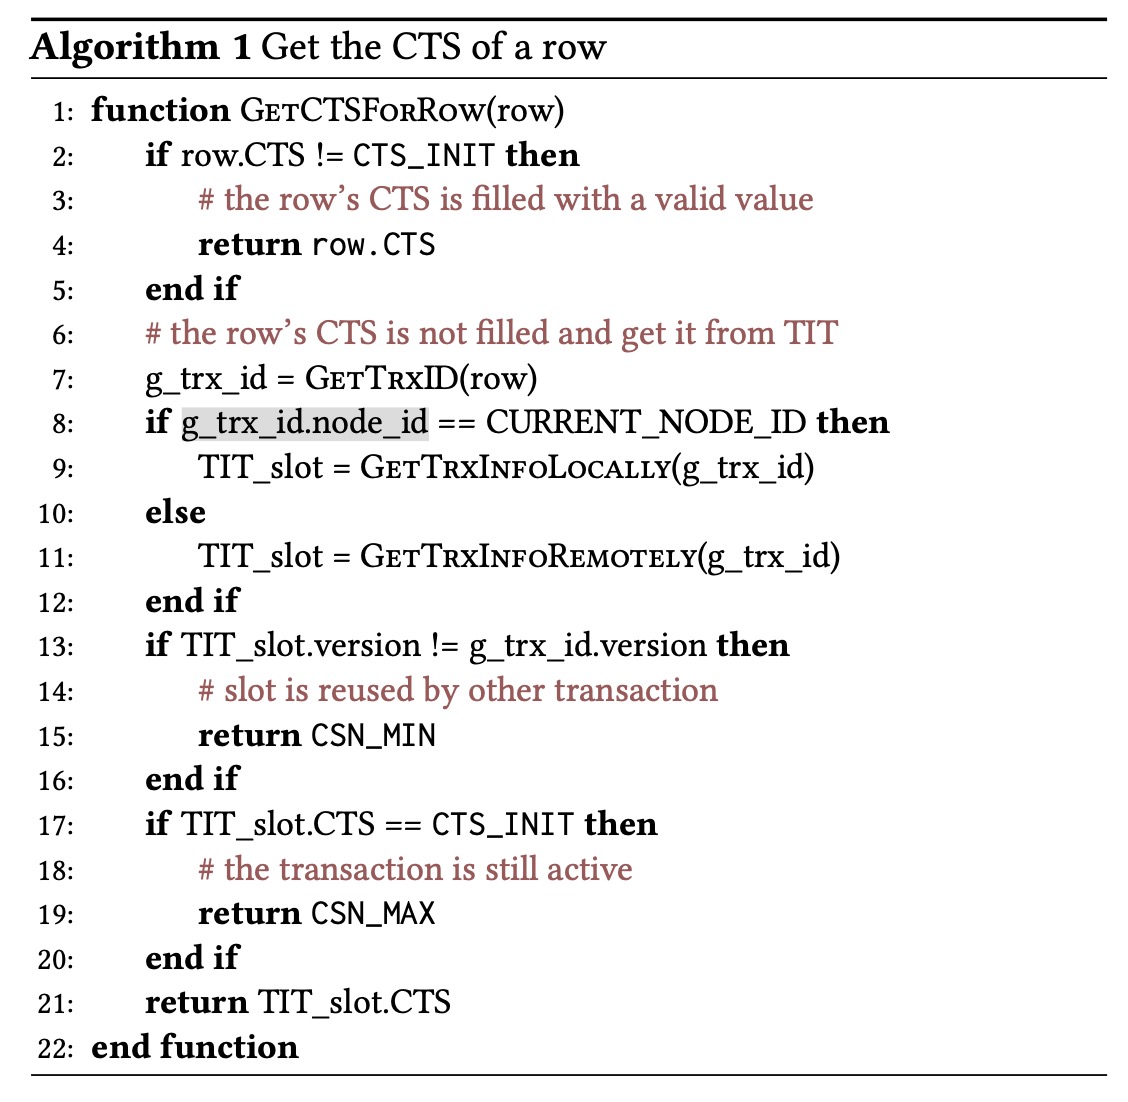 Algorithm 1 Get the CTS of a row
1: function GetCTSForRow(row)
2: if row.CTS != CTS_INIT then
3: # the row’s CTS is filled with a valid value
4: return row.CTS
5: end if
6: # the row’s CTS is not filled and get it from TIT
7: g_trx_id = GetTrxID(row)
8: if g_trx_id.node_id == CURRENT_NODE_ID then
9: TIT_slot = GetTrxInfoLocally(g_trx_id)
10: else
11: TIT_slot = GetTrxInfoRemotely(g_trx_id)
12: end if
13: if TIT_slot.version != g_trx_id.version then
14: # slot is reused by other transaction
15: return CSN_MIN
16: end if
17: if TIT_slot.CTS == CTS_INIT then
18: # the transaction is still active
19: return CSN_MAX
20: end if
21: return TIT_slot.CTS
22: end function